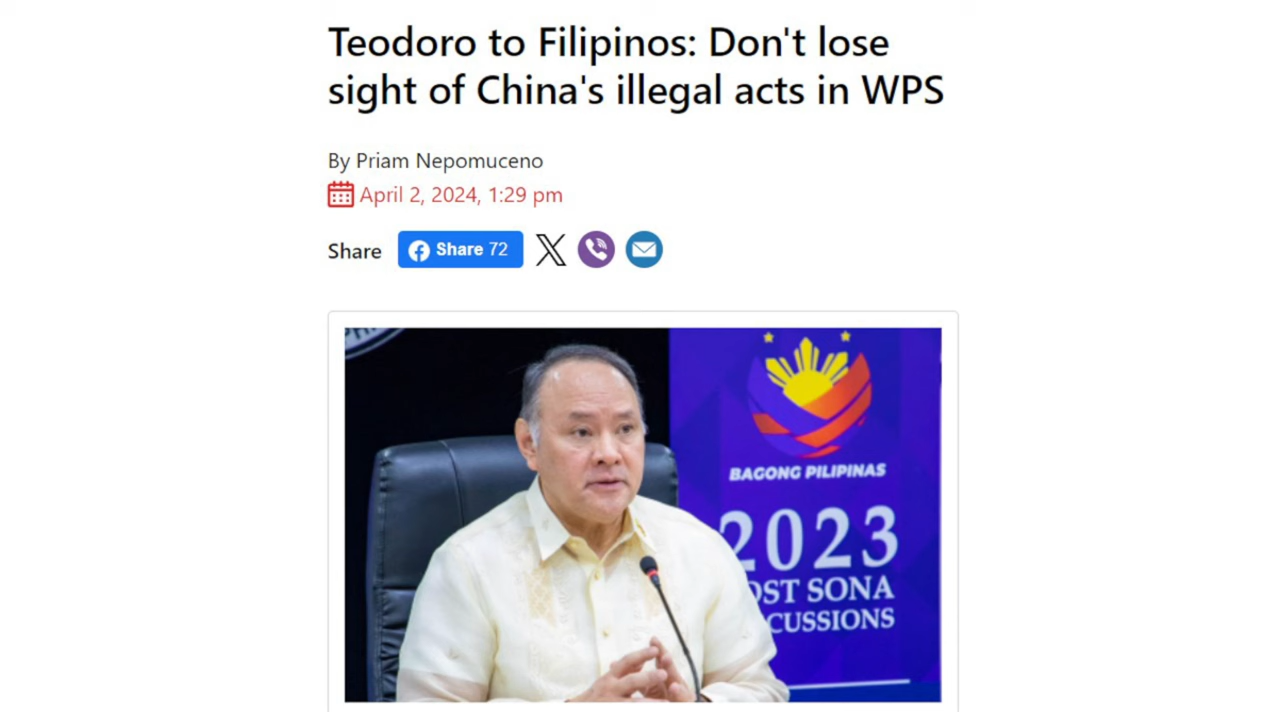 Teodoro to Filipinos: Don't lose
sight of China's illegal acts in WPS
By Priam Nepomuceno
April 2, 2024, 1:29 pm
Share
Share 72
BAGONG PILIPINAS
2023
OST SONA
CUSSIONS